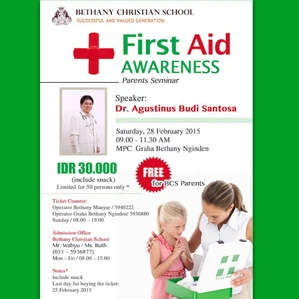 BETHANY CHRISTIAN SCHOOL
SUCCESSFUL AND VALUED GENERATION
First Aid
AWARENESS
Parents Seminar
Speaker:
Dr. Agustinus Budi Santosa
Saturday, 28 February 2015
09.00 - 11.30 AM
MPC Graha Bethany Nginden
IDR 30.000
(include snack)
Limited for 50 persons only *
FREE
for BCS Parents
Ticket Counter:
Operator Bethany Manyar / 5940222
Operator Graha Bethany Nginden/ 5936880
Sunday / 08.00 - 19.00
Admission Office
Bethany Christian School
Mr. Wahyu / Ms. Ruth
(031 - 5936877)
Mon - Fri / 08.00 - 15.00
Notes*
Include snack
Last day for buying the ticket:
25 February 2015